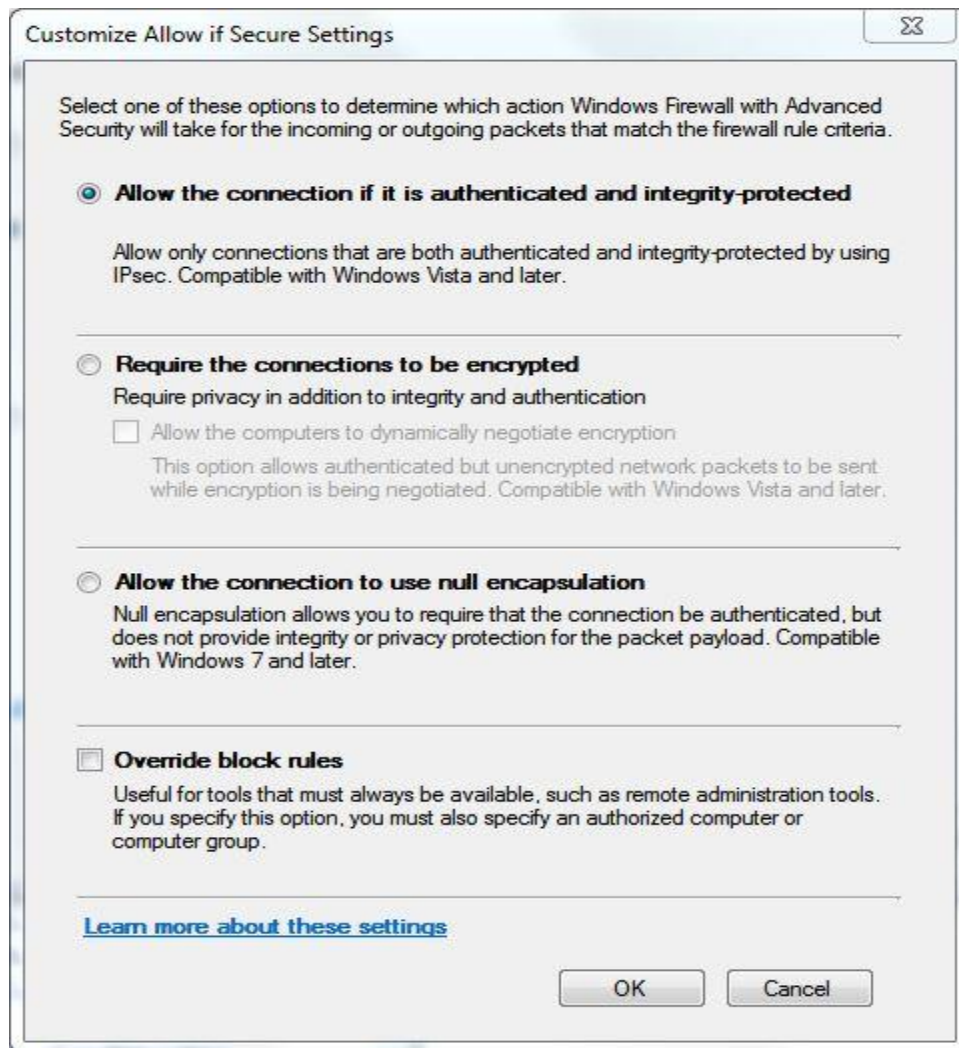 Customize Allow if Secure Settings
Select one of these options to determine which action Windows Firewall with Advanced
Security will take for the incoming or outgoing packets that match the firewall rule criteria.
Allow the connection if it is authenticated and integrity-protected
Allow only connections that are both authenticated and integrity-protected by using
IPsec. Compatible with Windows Vista and later.
Require the connections to be encrypted
Require privacy in addition to integrity and authentication
Allow the computers to dynamically negotiate encryption
This option allows authenticated but unencrypted network packets to be sent
while encryption is being negotiated. Compatible with Windows Vista and later.
Allow the connection to use null encapsulation
Null encapsulation allows you to require that the connection be authenticated, but
does not provide integrity or privacy protection for the packet payload. Compatible
with Windows 7 and later.
Override block rules
Useful for tools that must always be available, such as remote administration tools.
If you specify this option, you must also specify an authorized computer or
computer group.
Learn more about these settings
OK Cancel